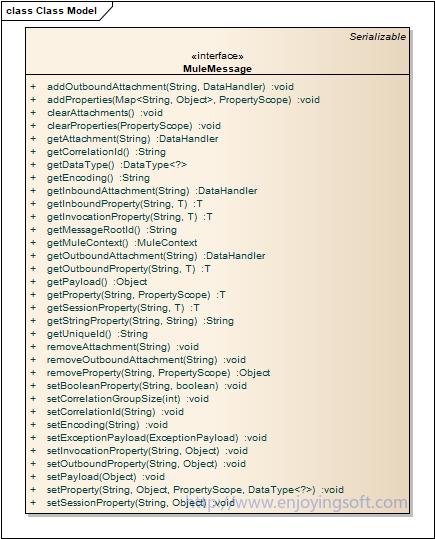 class Class Model
Serializable
«interface»
MuleMessage
+ addOutboundAttachment(String, DataHandler) :void
+ addProperties(Map<String, Object>, PropertyScope) :void
+ clearAttachments() :void
+ clearProperties(PropertyScope) :void
+ getAttachment(String) :DataHandler
+ getCorrelationId() :String
+ getDataType() :DataType<?>
+ getEncoding() :String
+ getInboundAttachment(String) :DataHandler
+ getInboundProperty(String, T) :T
+ getInvocationProperty(String, T) :T
+ getMessageRootId() :String
+ getMuleContext() :MuleContext
+ getOutboundAttachment(String) :DataHandler
+ getOutboundProperty(String, T) :T
+ getPayload() :Object
+ getProperty(String, PropertyScope) :T
+ getSessionProperty(String, T) :T
+ getStringProperty(String, String) :String
+ getUniqueId() :String
+ removeAttachment(String) :void
+ removeOutboundAttachment(String) :void
+ removeProperty(String, PropertyScope) :Object
+ setBooleanProperty(String, boolean) :void
+ setCorrelationGroupSize(int) :void
+ setCorrelationId(String) :void
+ setEncoding(String) :void
+ setExceptionPayload(ExceptionPayload) :void
+ setInvocationProperty(String, Object) :void
+ setOutboundProperty(String, Object) :void
+ setPayload(Object) :void
+ setProperty(String, Object, PropertyScope, DataType<?>) :void
+ setSessionProperty(String, Object) :void
http://www.enjoyingsoft.com